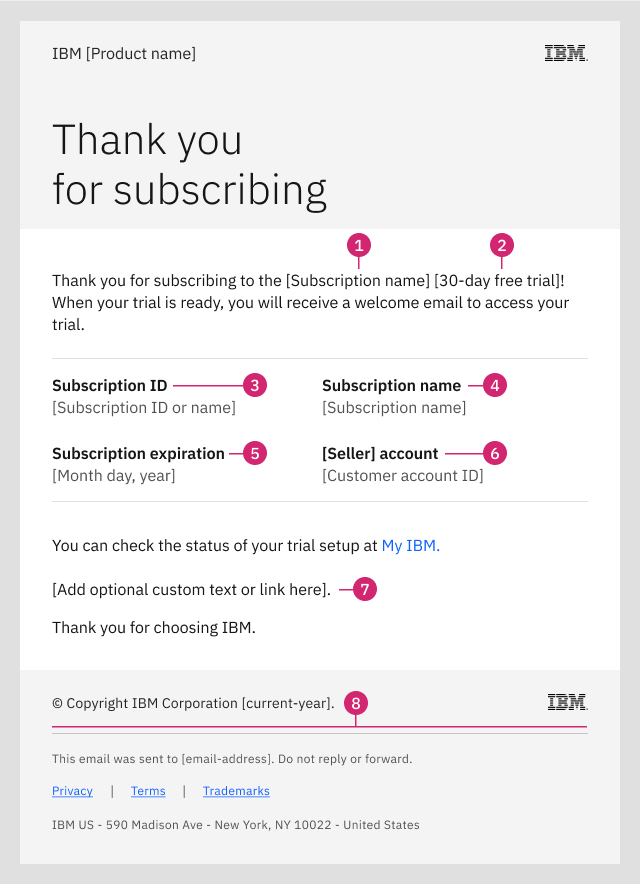 IBM [Product name]
IBM
Thank you
for subscribing
1
2
Thank you for subscribing to the [Subscription name] [30-day free trial]!
When your trial is ready, you will receive a welcome email to access your
trial.
Subscription ID
3
Subscription name
4
[Subscription ID or name]
[Subscription name]
Subscription expiration
5
[Seller] account
6
[Month day, year]
[Customer account ID]
You can check the status of your trial setup at My IBM.
[Add optional custom text or link here].
7
Thank you for choosing IBM.
© Copyright IBM Corporation [current-year].
8
IBM
This email was sent to [email-address]. Do not reply or forward.
Privacy | Terms | Trademarks
IBM US - 590 Madison Ave - New York, NY 10022 - United States